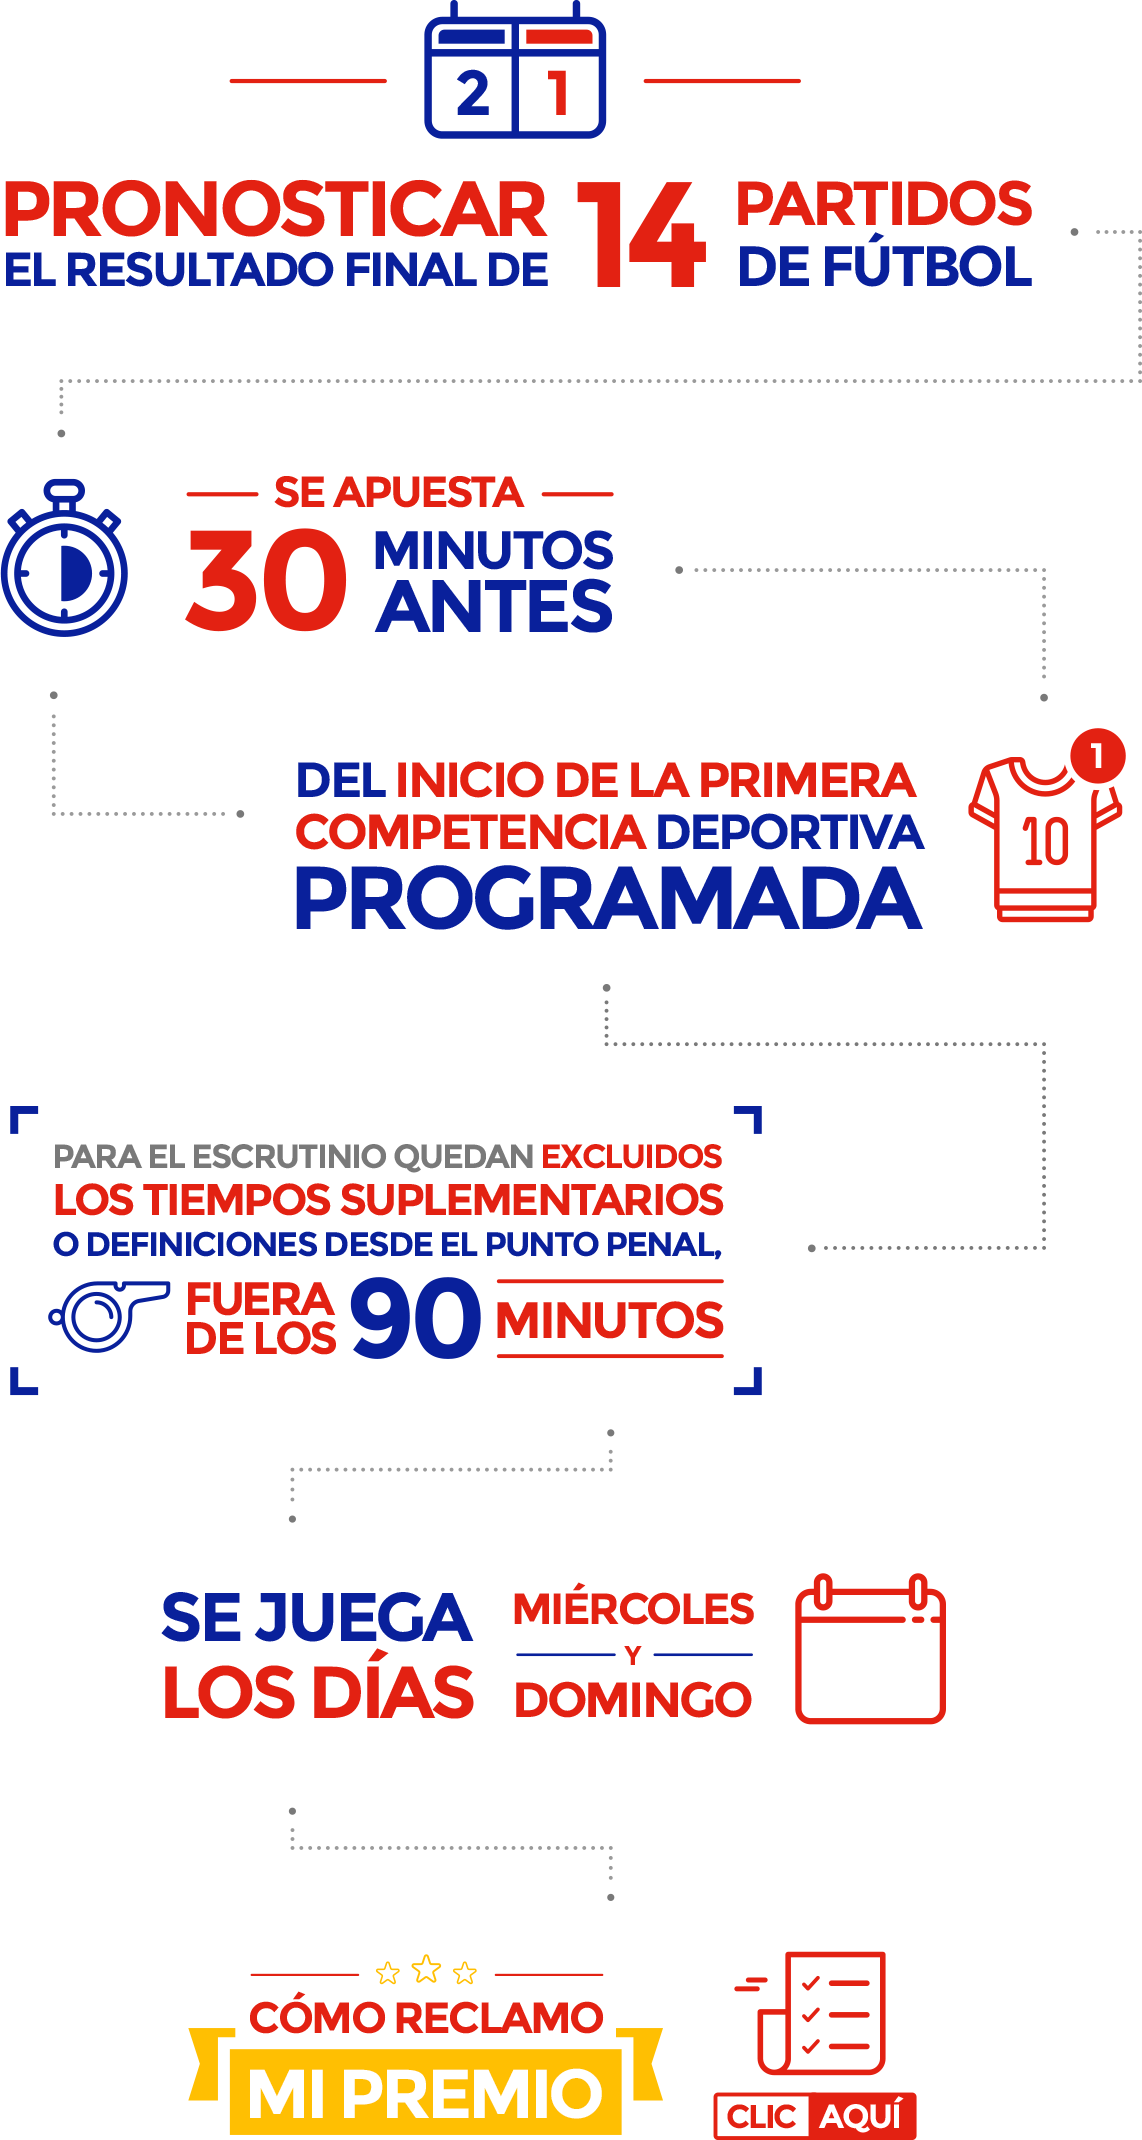 2 1
PRONOSTICAR
EL RESULTADO FINAL DE
14
PARTIDOS
DE FÚTBOL
SE APUESTA
30
MINUTOS
ANTES
DEL INICIO DE LA PRIMERA
COMPETENCIA DEPORTIVA
PROGRAMADA
1
10
PARA EL ESCRUTINIO QUEDAN EXCLUIDOS
LOS TIEMPOS SUPLEMENTARIOS
O DEFINICIONES DESDE EL PUNTO PENAL,
FUERA
DE LOS
90
MINUTOS
SE JUEGA
LOS DÍAS
MIÉRCOLES
Y
DOMINGO
CÓMO RECLAMO
MI PREMIO
CLIC AQUÍ